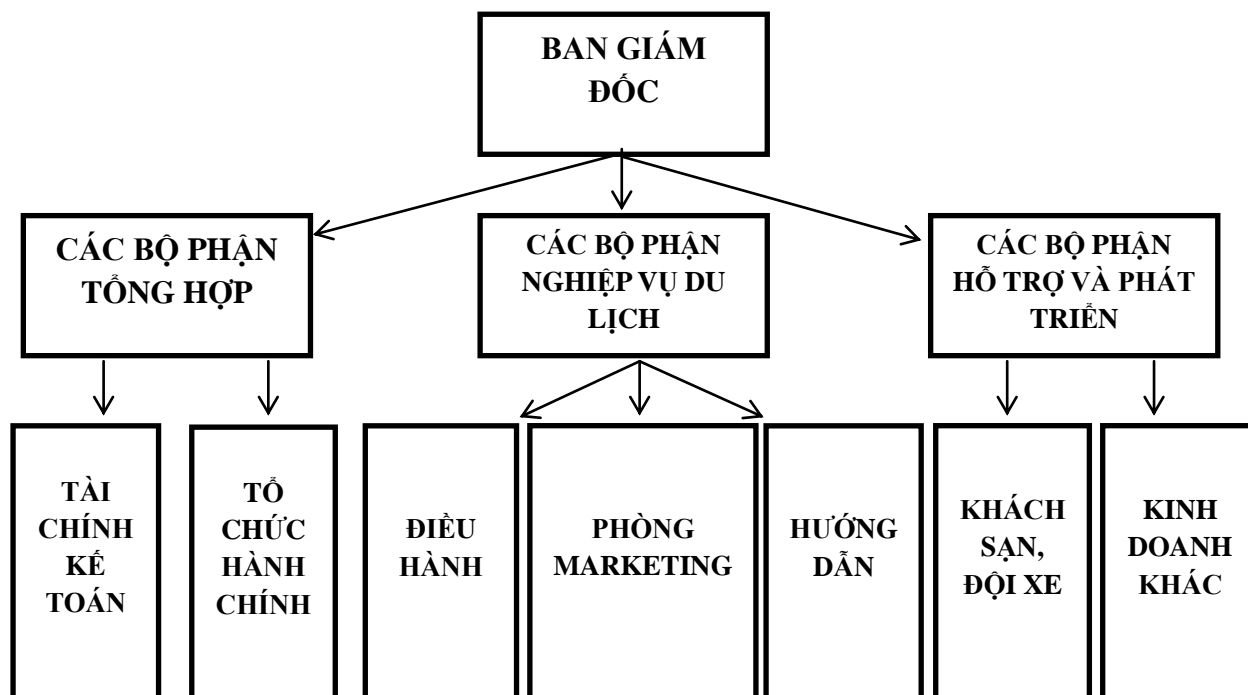 BAN GIÁM
ĐỐC
CÁC BỘ PHẬN
TỔNG HỢP
CÁC BỘ PHẬN
NGHIỆP VỤ DU
LỊCH
CÁC BỘ PHẬN
HỖ TRỢ VÀ PHÁT
TRIỂN
TÀI
CHÍNH
KẾ
TOÁN
TỔ
CHỨC
HÀNH
CHÍNH
ĐIỀU
HÀNH
PHÒNG
MARKETING
HƯỚNG
DẪN
KHÁCH
SẠN,
ĐỘI XE
KINH
DOANH
KHÁC